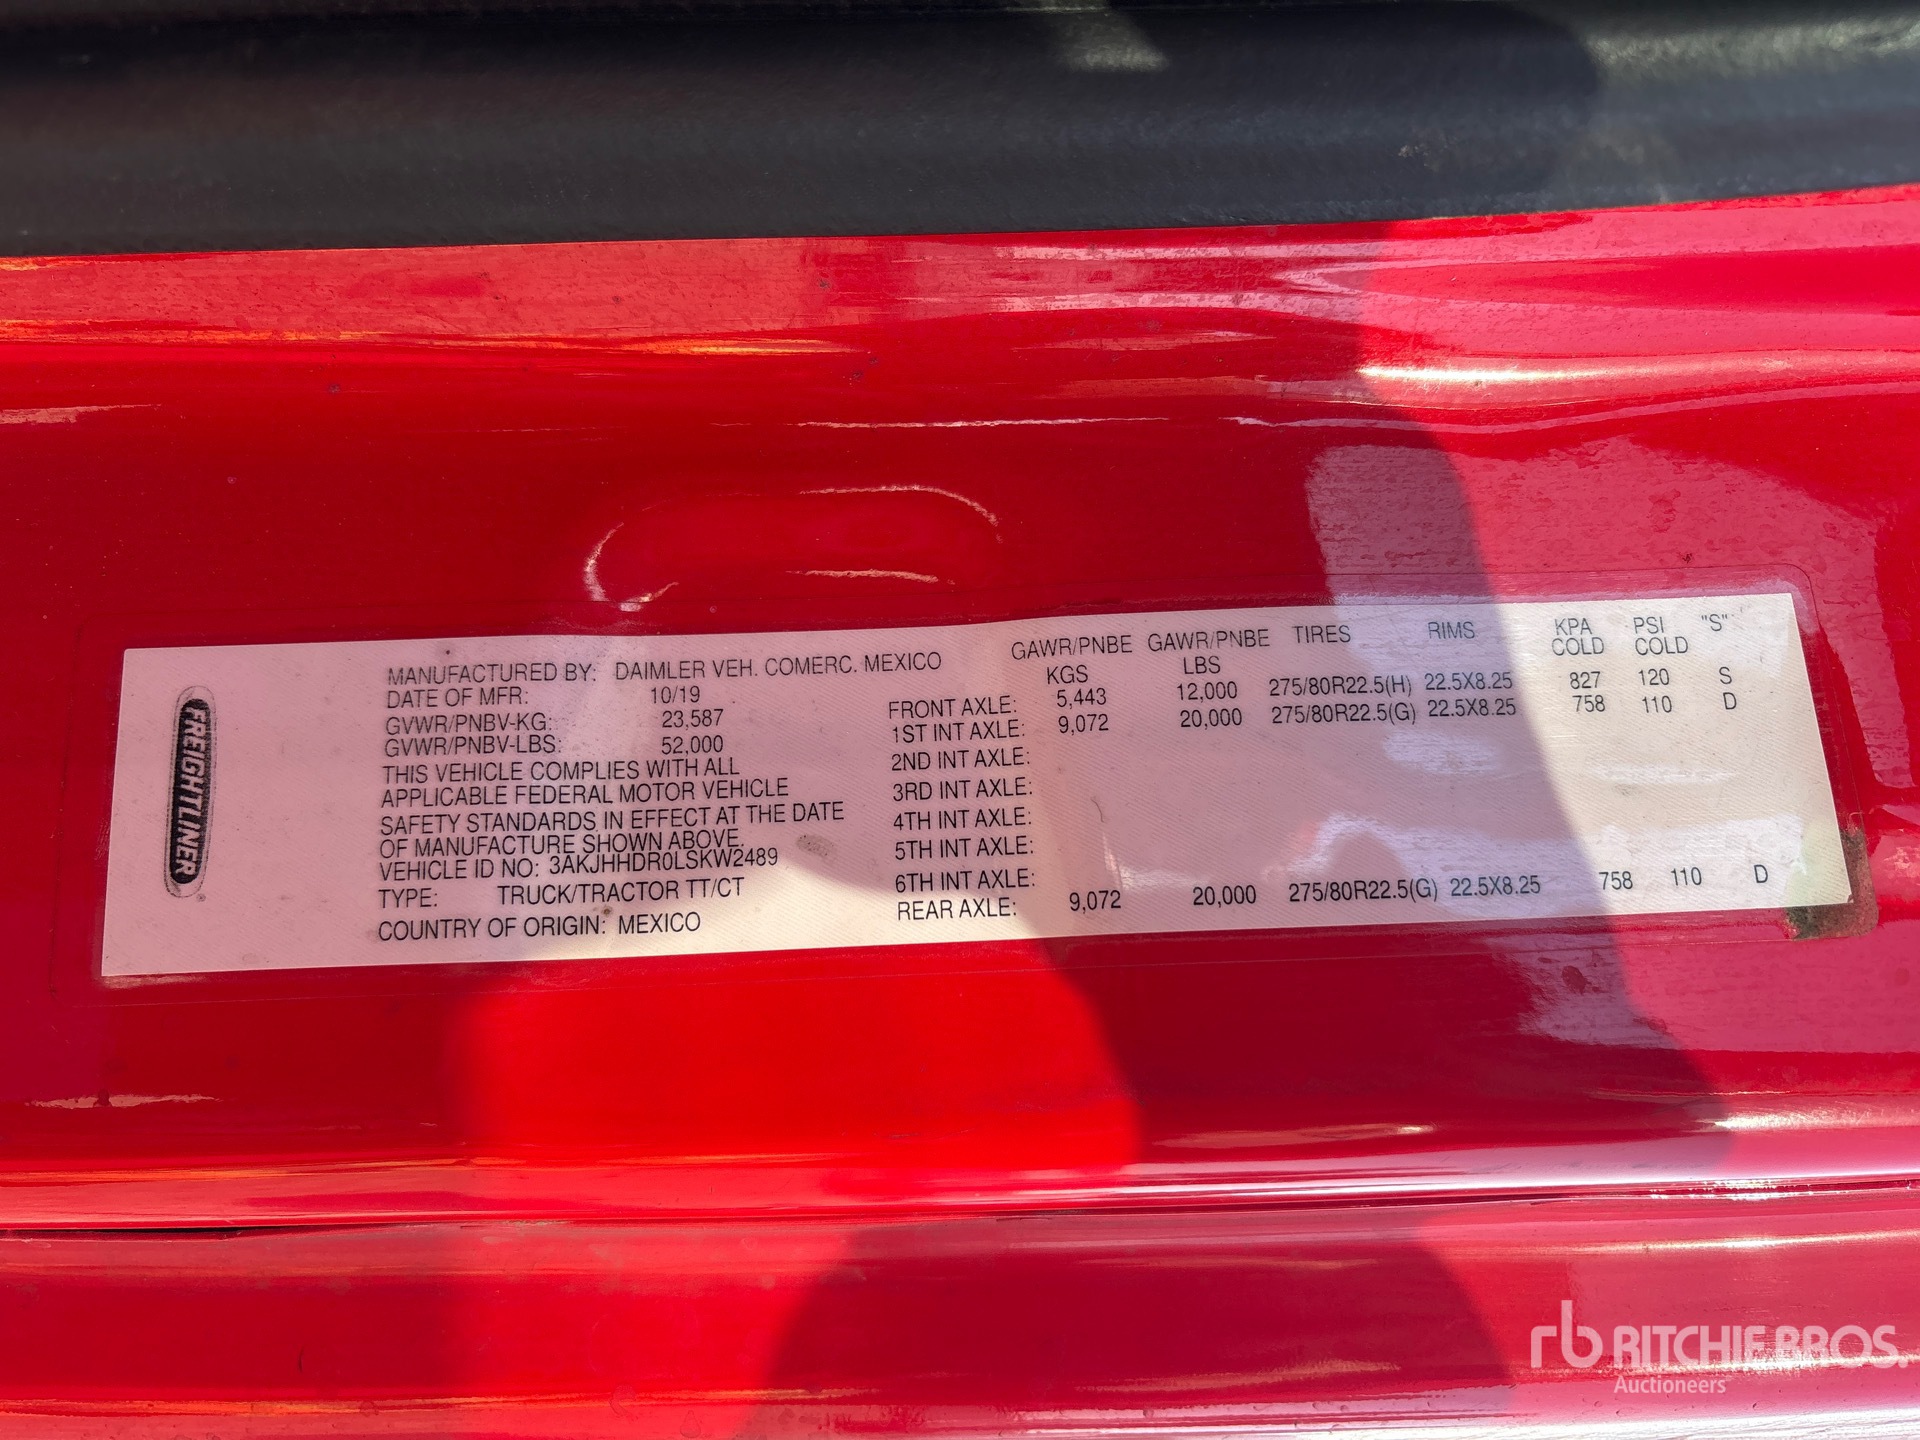 FREIGHTLINER
MANUFACTURED BY: DAIMLER VEH. COMERC. MEXICO
DATE OF MFR: 10/19
GVWR/PNBV-KG: 23,587
GVWR/PNBV-LBS: 52,000
THIS VEHICLE COMPLIES WITH ALL
APPLICABLE FEDERAL MOTOR VEHICLE
SAFETY STANDARDS IN EFFECT AT THE DATE
OF MANUFACTURE SHOWN ABOVE.
VEHICLE ID NO: 3AKJHHDR0LSKW2489
TYPE: TRUCK/TRACTOR TT/CT
COUNTRY OF ORIGIN: MEXICO
GAWR/PNBE GAWR/PNBE TIRES RIMS KPA PSI "S"
KGS LBS COLD COLD
FRONT AXLE: 5,443 12,000 275/80R22.5(H) 22.5X8.25 827 120 S
1ST INT AXLE: 9,072 20,000 275/80R22.5(G) 22.5X8.25 758 110 D
2ND INT AXLE:
3RD INT AXLE:
4TH INT AXLE:
5TH INT AXLE:
6TH INT AXLE:
REAR AXLE: 9,072 20,000 275/80R22.5(G) 22.5X8.25 758 110 D
rb RITCHIE BROS.
Auctioneers